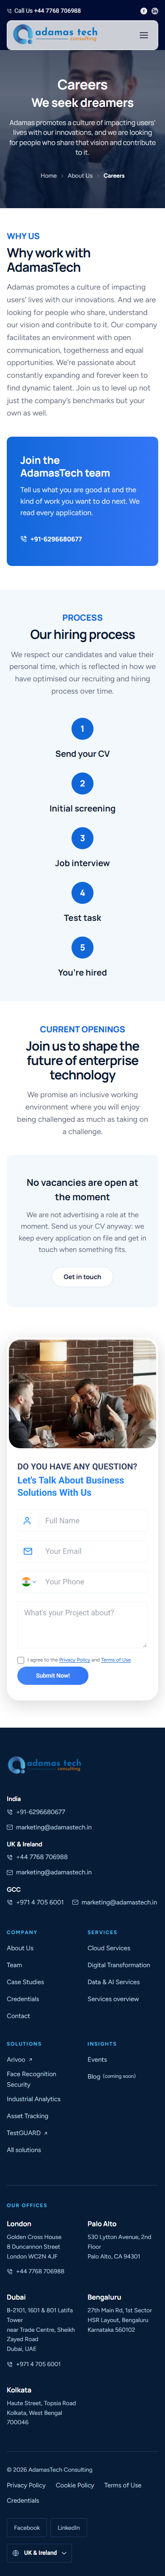 Call Us +44 7768 706988
adamas tech
consulting
Careers
We seek dreamers
Adamas promotes a culture of impacting users'
lives with our innovations, and we are looking
for people who share, understand our vision and
contribute to it.
Home
About Us
Careers
WHY US
Why work with
AdamasTech
Adamas promotes a culture of impacting
users' lives with our innovations. And we are
looking for people who share, understand
our vision and contribute to it. Our company
facilitates an environment with open
communication, togetherness and equal
opportunities. We're passionate about
constantly expanding and forever keen to
find dynamic talent. Join us to level up not
just the company's benchmarks but your
own as well.
Join the
AdamasTech team
Tell us what you are good at and the
kind of work you want to do next. We
read every application.
+91-6296680677
PROCESS
Our hiring process
We respect our candidates and value their
personal time, which is reflected in how we
have optimised our recruiting and hiring
process over time.
1
Send your CV
2
Initial screening
3
Job interview
4
Test task
5
You're hired
CURRENT OPENINGS
Join us to shape the
future of enterprise
technology
We promise an inclusive working
environment where you will enjoy
being challenged as much as taking on
a challenge.
No vacancies are open at
the moment
We are not advertising a role at the
moment. Send us your CV anyway: we
keep every application on file and get in
touch when something fits.
Get in touch
DO YOU HAVE ANY QUESTION?
Let's Talk About Business
Solutions With Us
Full Name
Your Email
Your Phone
What's your Project about?
I agree to the Privacy Policy and Terms of Use.
Submit Now!
adamas tech
consulting
India
+91-6296680677
marketing@adamastech.in
UK & Ireland
+44 7768 706988
marketing@adamastech.in
GCC
+971 4 705 6001
marketing@adamastech.in
COMPANY
About Us
Team
Case Studies
Credentials
Contact
SERVICES
Cloud Services
Digital Transformation
Data & AI Services
Services overview
SOLUTIONS
Arivoo ↗
Face Recognition
Security
Industrial Analytics
Asset Tracking
TestGUARD ↗
All solutions
INSIGHTS
Events
Blog (coming soon)
OUR OFFICES
London
Golden Cross House
8 Duncannon Street
London WC2N 4JF
+44 7768 706988
Palo Alto
530 Lytton Avenue, 2nd
Floor
Palo Alto, CA 94301
Dubai
B-2101, 1601 & 801 Latifa
Tower
near Trade Centre, Sheikh
Zayed Road
Dubai, UAE
+971 4 705 6001
Bengaluru
27th Main Rd, 1st Sector
HSR Layout, Bengaluru
Karnataka 560102
Kolkata
Haute Street, Topsia Road
Kolkata, West Bengal
700046
© 2026 AdamasTech Consulting
Privacy Policy
Cookie Policy
Terms of Use
Credentials
Facebook
LinkedIn
UK & Ireland